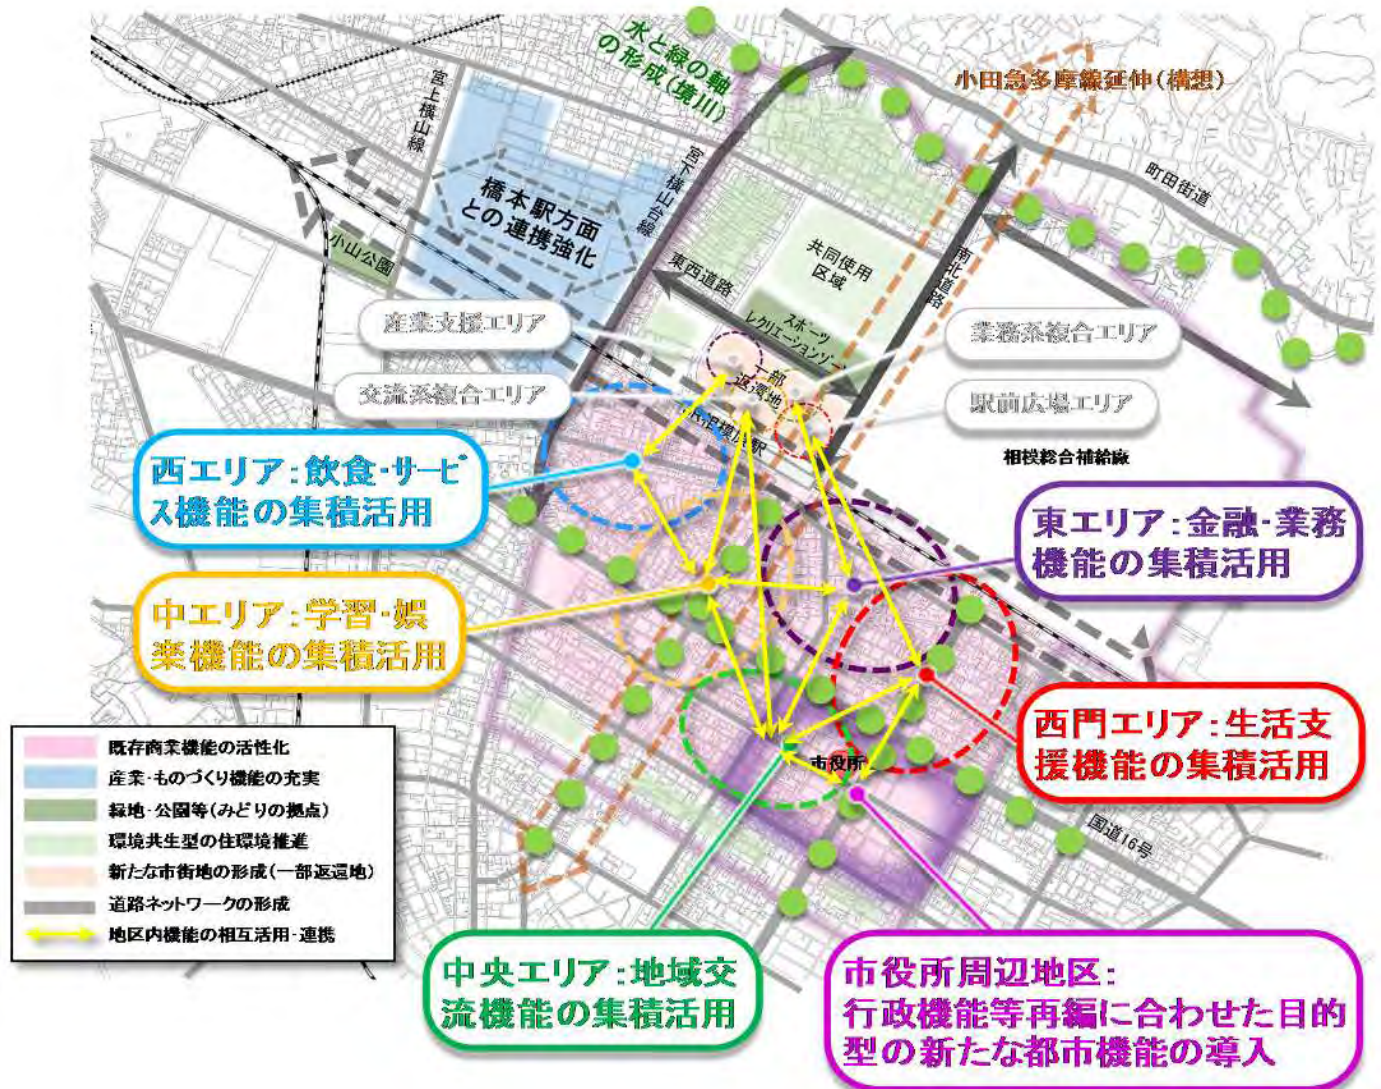 水と緑の軸
の形成(境川)
小田急多摩線延伸(構想)
宮上横山線
宮下横山台線
町田街道
橋本駅方面
との連携強化
小山公園
共同使用
区域
南北道路
東西道路
スポーツ
レクリエーションゾーン
産業支援エリア
業務系複合エリア
一部
返還地
交流系複合エリア
駅前広場エリア
JR相模原駅
相模総合補給廠
西エリア:飲食・サービ
ス機能の集積活用
東エリア:金融・業務
機能の集積活用
中エリア:学習・娯
楽機能の集積活用
西門エリア:生活支
援機能の集積活用
市役所
国道16号
既存商業機能の活性化
産業・ものづくり機能の充実
緑地・公園等(みどりの拠点)
環境共生型の住環境推進
新たな市街地の形成(一部返還地)
道路ネットワークの形成
地区内機能の相互活用・連携
中央エリア:地域交
流機能の集積活用
市役所周辺地区:
行政機能等再編に合わせた目的
型の新たな都市機能の導入